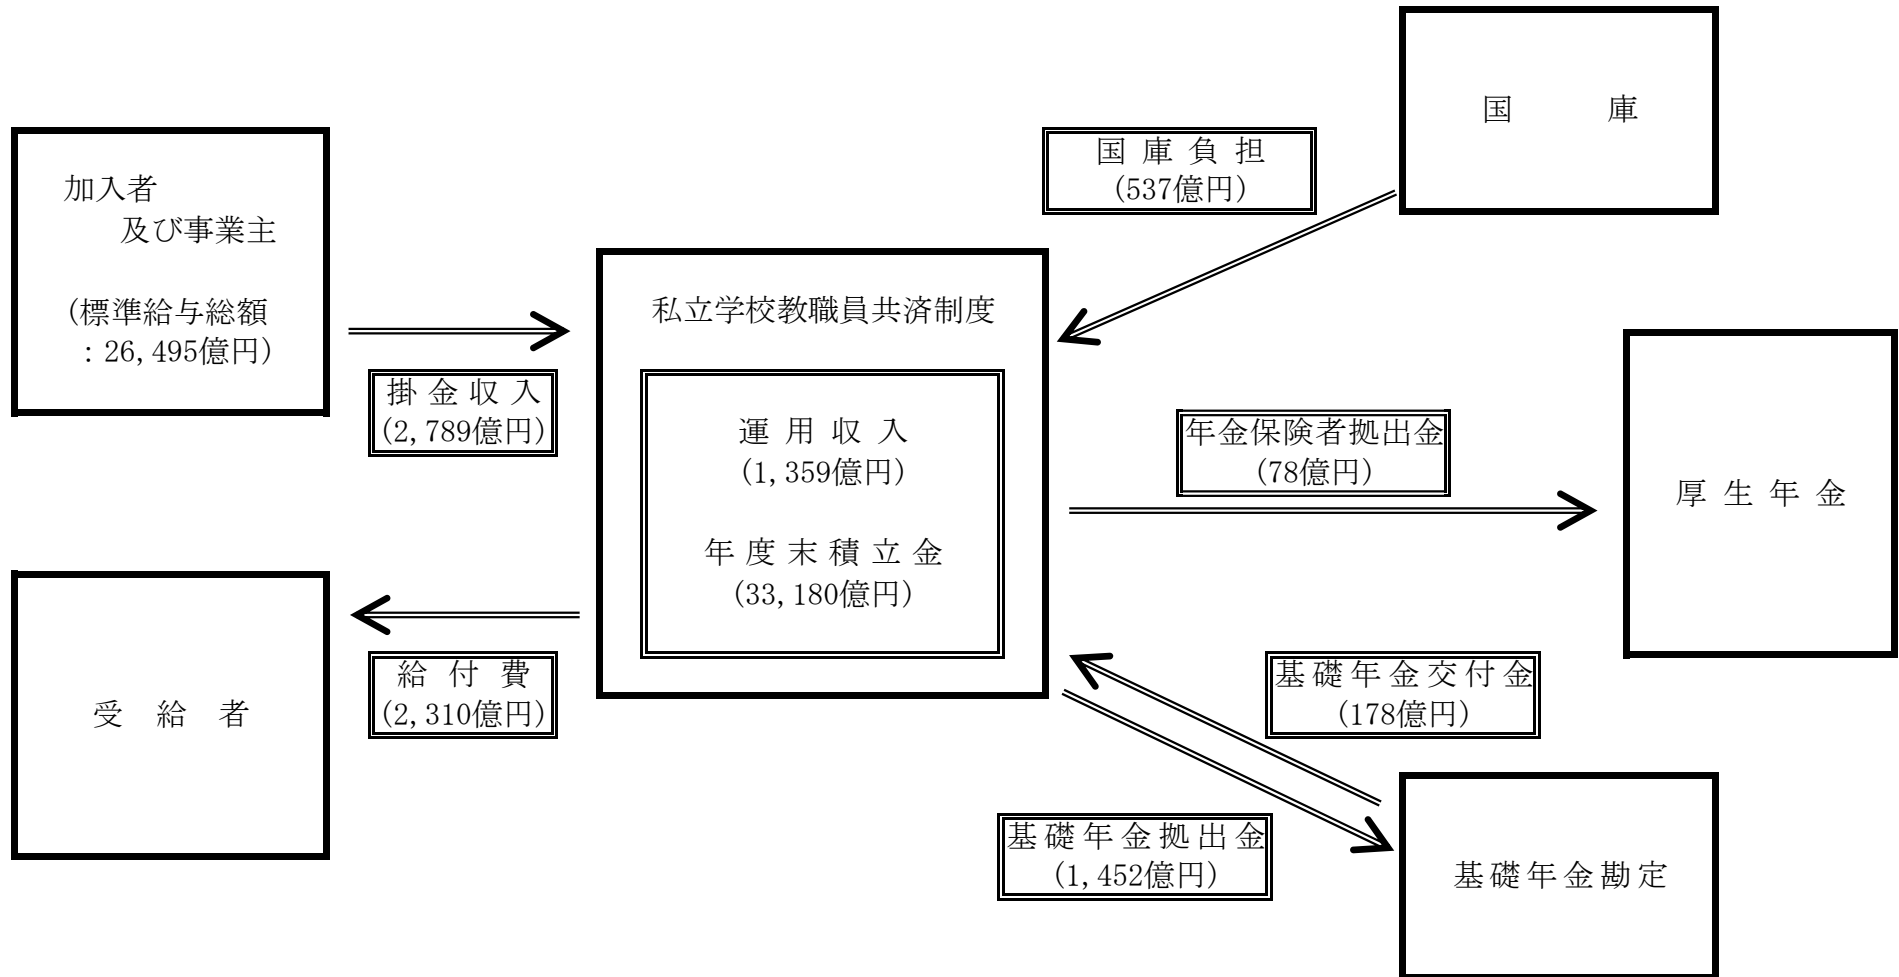 国庫
国庫負担
(537億円)
加入者
及び事業主
(標準給与総額
：26,495億円)
私立学校教職員共済制度
掛金収入
(2,789億円)
運用収入
(1,359億円)
年度末積立金
(33,180億円)
年金保険者拠出金
(78億円)
厚生年金
受給者
給付費
(2,310億円)
基礎年金交付金
(178億円)
基礎年金拠出金
(1,452億円)
基礎年金勘定